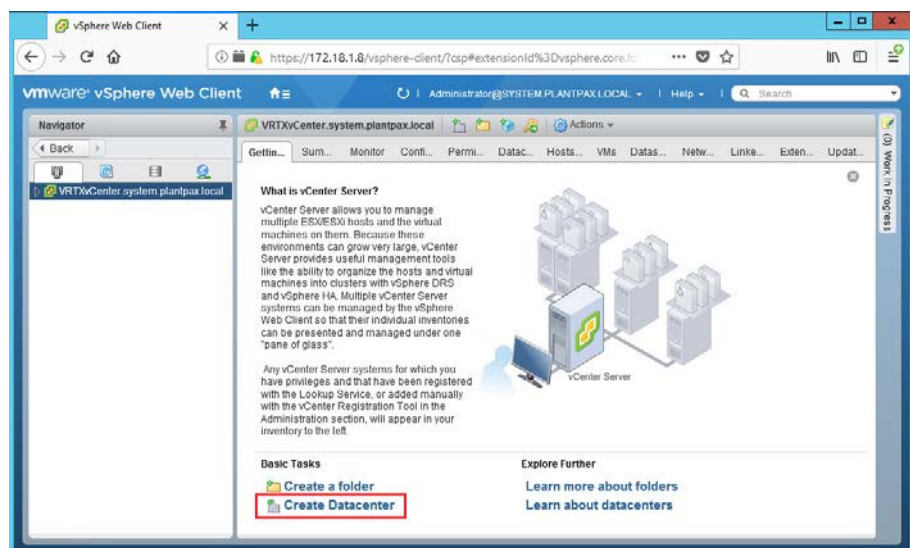 vSphere Web Client
https://172.18.1.8/vsphere-client/?csp#extensionId%3Dvsphere.core.
vmware® vSphere Web Client
Administrator@SYSTEM.PLANTPAX.LOCAL
Help
Search
Navigator
VRTXvCenter.system.plantpax.local
Actions
Back
Gettin... Sum... Monitor Confi... Permi... Datac... Hosts... VMs Datas... Netw... Linke... Exten... Updat...
VRTXvCenter.system.plantpax.local
What is vCenter Server?
vCenter Server allows you to manage
multiple ESX/ESXi hosts and the virtual
machines on them. Because these
environments can grow very large, vCenter
Server provides useful management tools
like the ability to organize the hosts and virtual
machines into clusters with vSphere DRS
and vSphere HA. Multiple vCenter Server
systems can be managed by the vSphere
Web Client so that their individual inventories
can be presented and managed under one
"pane of glass".
Any vCenter Server systems for which you
have privileges and that have been registered
with the Lookup Service, or added manually
with the vCenter Registration Tool in the
Administration section, will appear in your
inventory to the left.
vCenter Server
Basic Tasks
Create a folder
Create Datacenter
Explore Further
Learn more about folders
Learn about datacenters
(0) Work In Progress